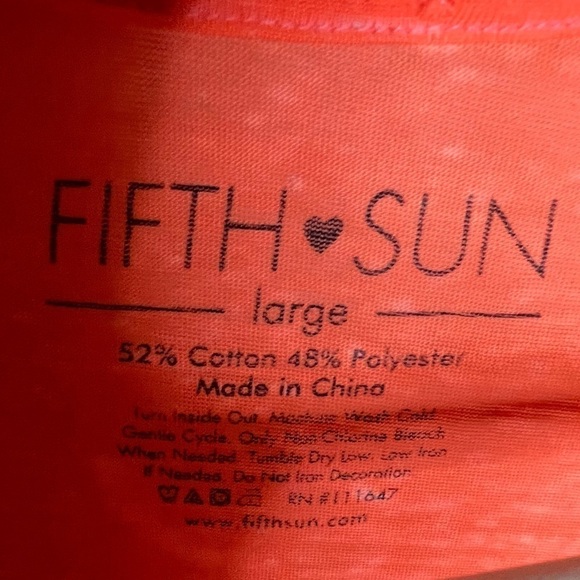 FIFTH SUN
large
52% Cotton 48% Polyester
Made in China
Turn Inside Out. Machine Wash Cold.
Gentle Cycle. Only Non-Chlorine Bleach
When Needed. Tumble Dry Low. Low Iron
If Needed. Do Not Iron Decoration
RN #111647
www.fifthsun.com